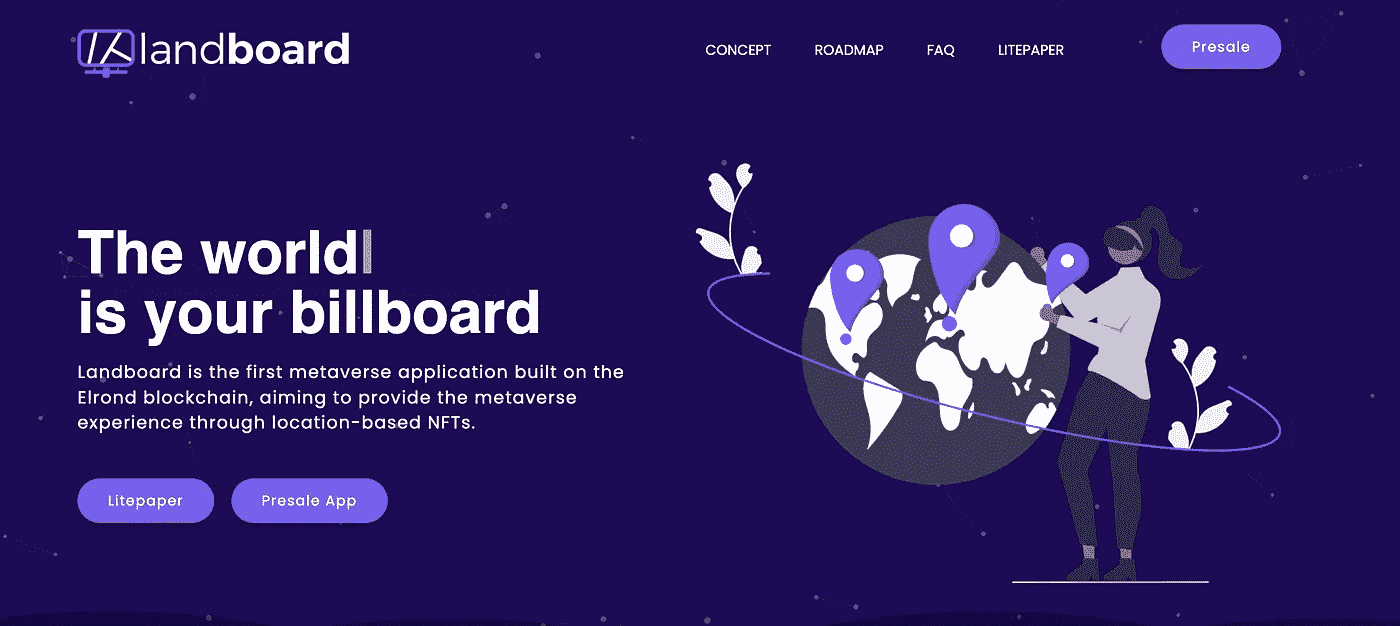 landboard
CONCEPT
ROADMAP
FAQ
LITEPAPER
Presale
The world
is your billboard
Landboard is the first metaverse application built on the
Elrond blockchain, aiming to provide the metaverse
experience through location-based NFTs.
Litepaper
Presale App